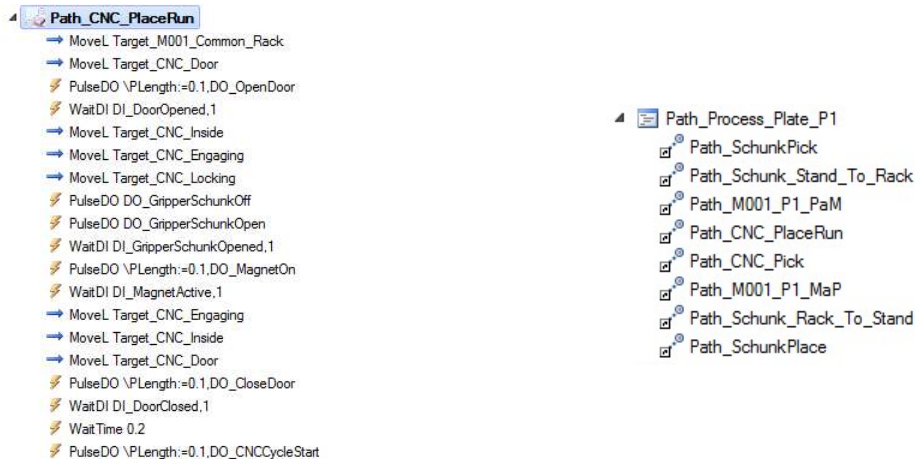 Path_CNC_PlaceRun
MoveL Target_M001_Common_Rack
MoveL Target_CNC_Door
PulseDO \PLength:=0.1,DO_OpenDoor
WaitDI DI_DoorOpened,1
MoveL Target_CNC_Inside
MoveL Target_CNC_Engaging
MoveL Target_CNC_Locking
PulseDO DO_GripperSchunkOff
PulseDO DO_GripperSchunkOpen
WaitDI DI_GripperSchunkOpened,1
PulseDO \PLength:=0.1,DO_MagnetOn
WaitDI DI_MagnetActive,1
MoveL Target_CNC_Engaging
MoveL Target_CNC_Inside
MoveL Target_CNC_Door
PulseDO \PLength:=0.1,DO_CloseDoor
WaitDI DI_DoorClosed,1
WaitTime 0.2
PulseDO \PLength:=0.1,DO_CNCCycleStart
Path_Process_Plate_P1
Path_SchunkPick
Path_Schunk_Stand_To_Rack
Path_M001_P1_PaM
Path_CNC_PlaceRun
Path_CNC_Pick
Path_M001_P1_MaP
Path_Schunk_Rack_To_Stand
Path_SchunkPlace